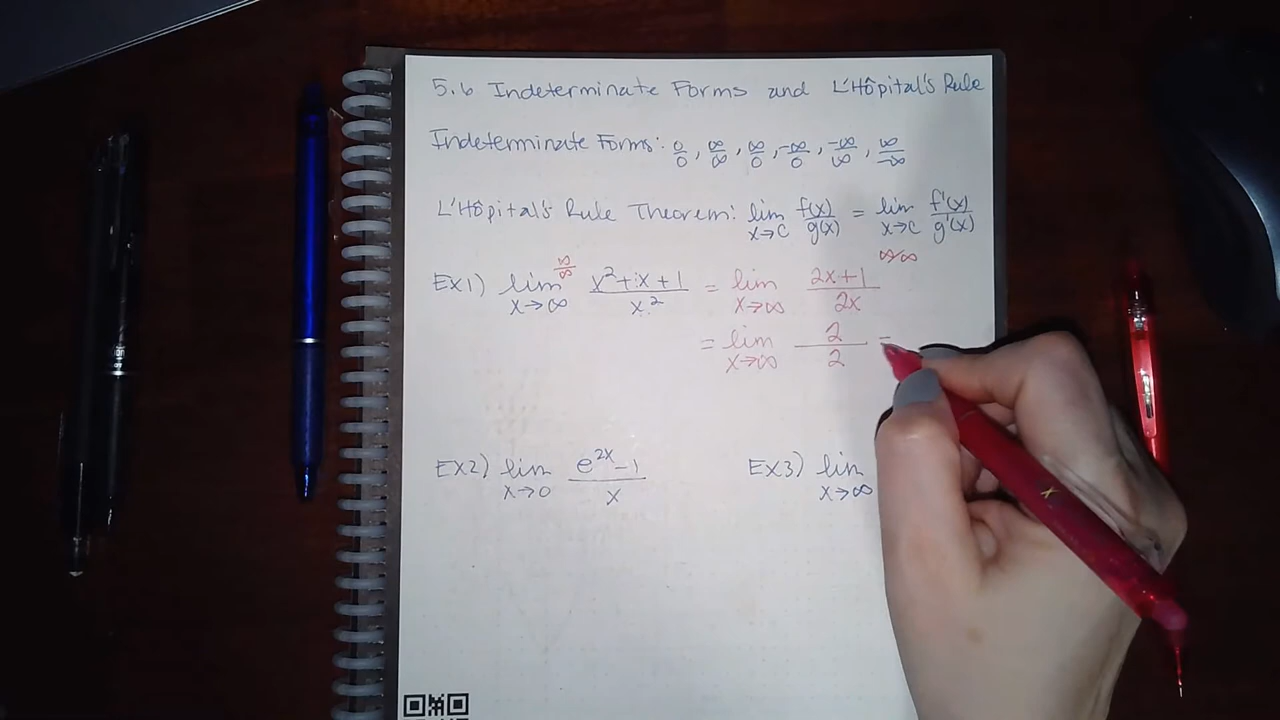 5.6 Indeterminate Forms and L'Hôpital's Rule
Indeterminate Forms: 0/0, ∞/∞, ∞/0, -∞/0, -∞/∞, ∞/-∞
L'Hôpital's Rule Theorem: lim x→c f(x)/g(x) = lim x→c f'(x)/g'(x)
EX1) lim x→∞ ∞/∞ (x²+x+1)/x² = lim x→∞ (2x+1)/2x ∞/∞
= lim x→∞ 2/2 =
EX2) lim x→0 (e^(2x)-1)/x
EX3) lim x→∞